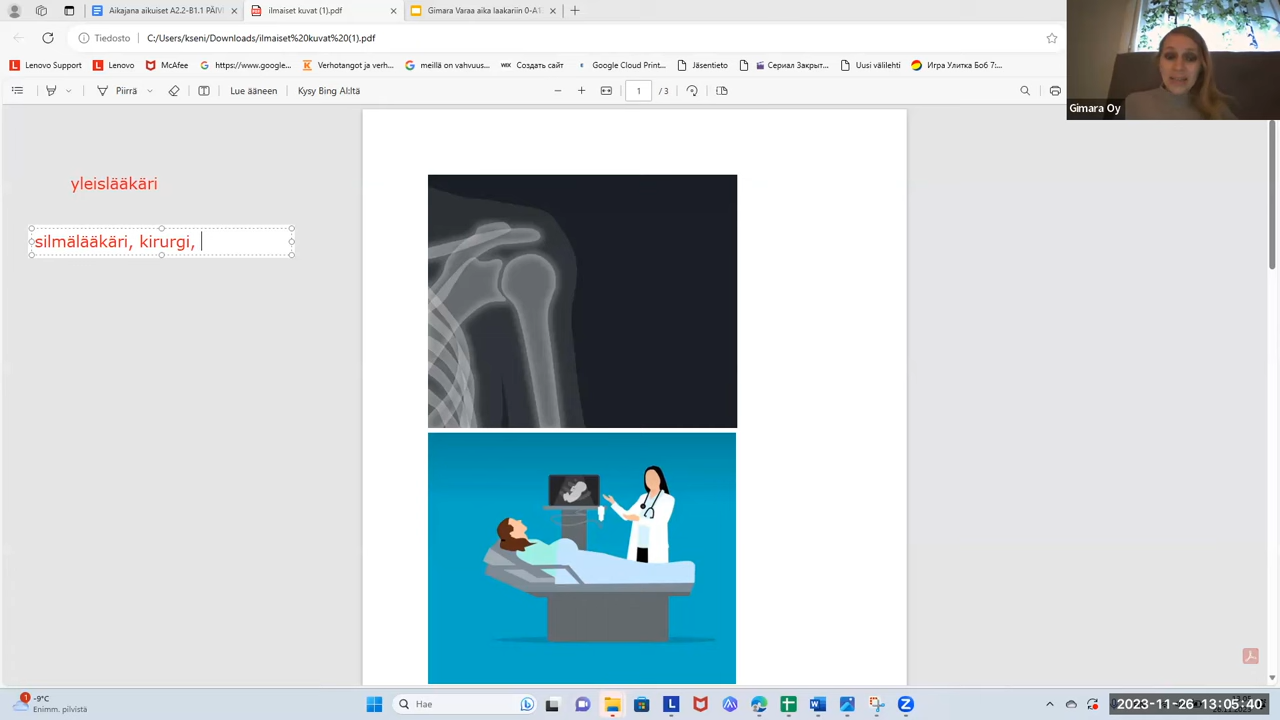 Aikajana aikuiset A2.2-B1.1 PÄIV
ilmaiset kuvat (1).pdf
Gimara Varaa aika laakariin 0-A1
Tiedosto
C:/Users/kseni/Downloads/ilmaiset%20kuvat%20(1).pdf
Lenovo Support
Lenovo
McAfee
https://www.google...
Verhotangot ja verh...
meillä on vahvuus...
WIX
Создать сайт
Google Cloud Print...
Jäsentieto
Сериал Закрыт...
Uusi välilehti
Игра Улитка Боб 7:...
Piirrä
Lue ääneen
Kysy Bing AI:ltä
1 / 3
Gimara Oy
yleislääkäri
silmälääkäri, kirurgi,
1
-9°C
Enimm. pilvistä
Hae
2023-11-26 13:05:40